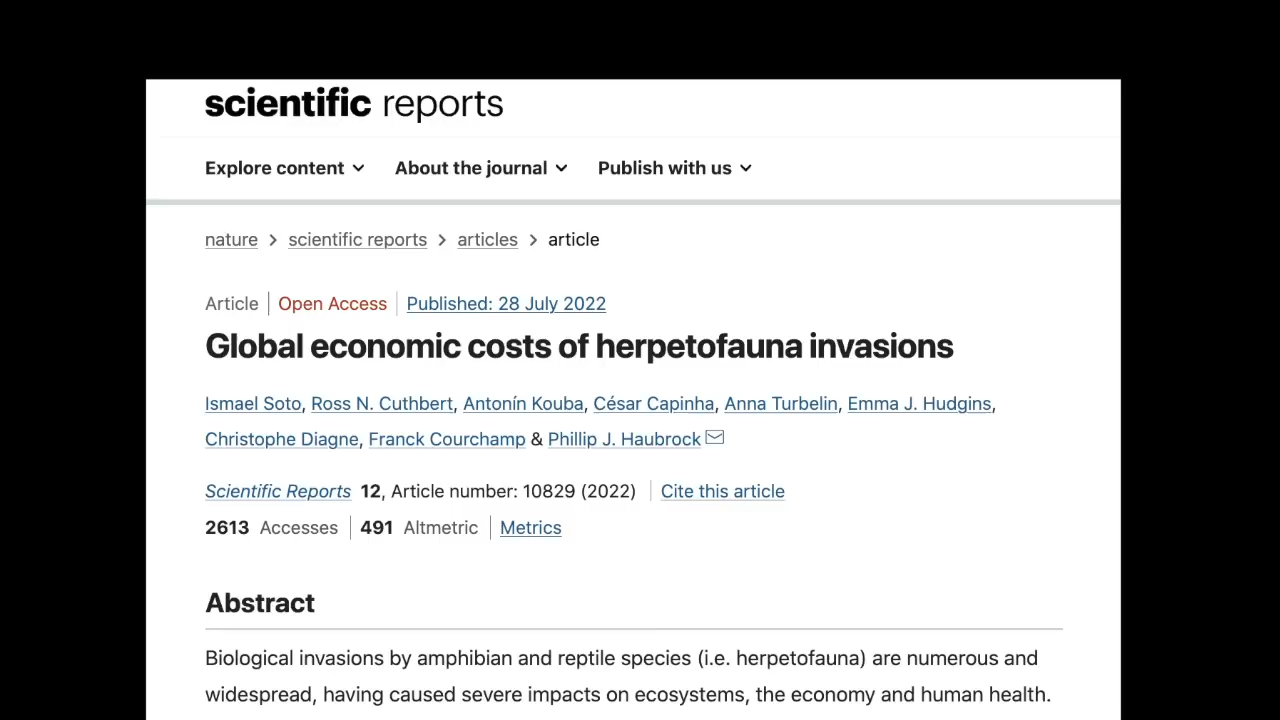 scientific reports
Explore content About the journal Publish with us
nature > scientific reports > articles > article
Article | Open Access | Published: 28 July 2022
Global economic costs of herpetofauna invasions
Ismael Soto, Ross N. Cuthbert, Antonín Kouba, César Capinha, Anna Turbelin, Emma J. Hudgins,
Christophe Diagne, Franck Courchamp & Phillip J. Haubrock
Scientific Reports 12, Article number: 10829 (2022) | Cite this article
2613 Accesses | 491 Altmetric | Metrics
Abstract
Biological invasions by amphibian and reptile species (i.e. herpetofauna) are numerous and
widespread, having caused severe impacts on ecosystems, the economy and human health.